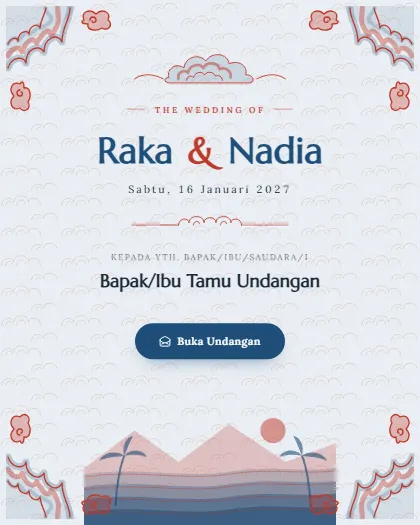 THE WEDDING OF
Raka & Nadia
Sabtu, 16 Januari 2027
KEPADA YTH. BAPAK/IBU/SAUDARA/I
Bapak/Ibu Tamu Undangan
Buka Undangan